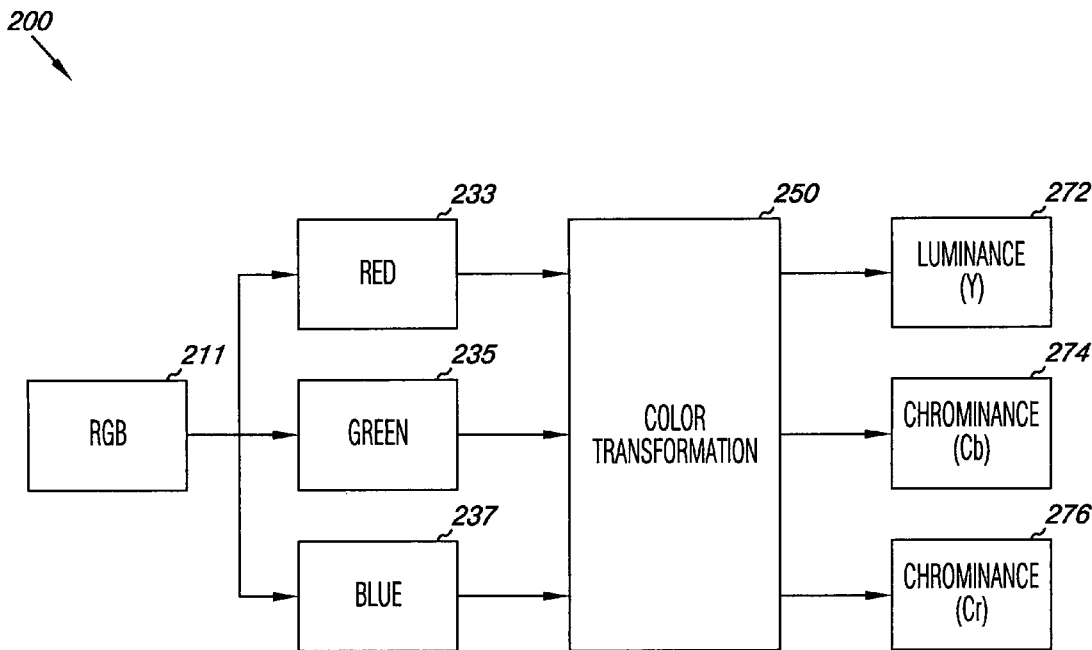 200
233
RED
250
272
LUMINANCE
(Y)
211
RGB
235
GREEN
COLOR
TRANSFORMATION
274
CHROMINANCE
(Cb)
237
BLUE
276
CHROMINANCE
(Cr)